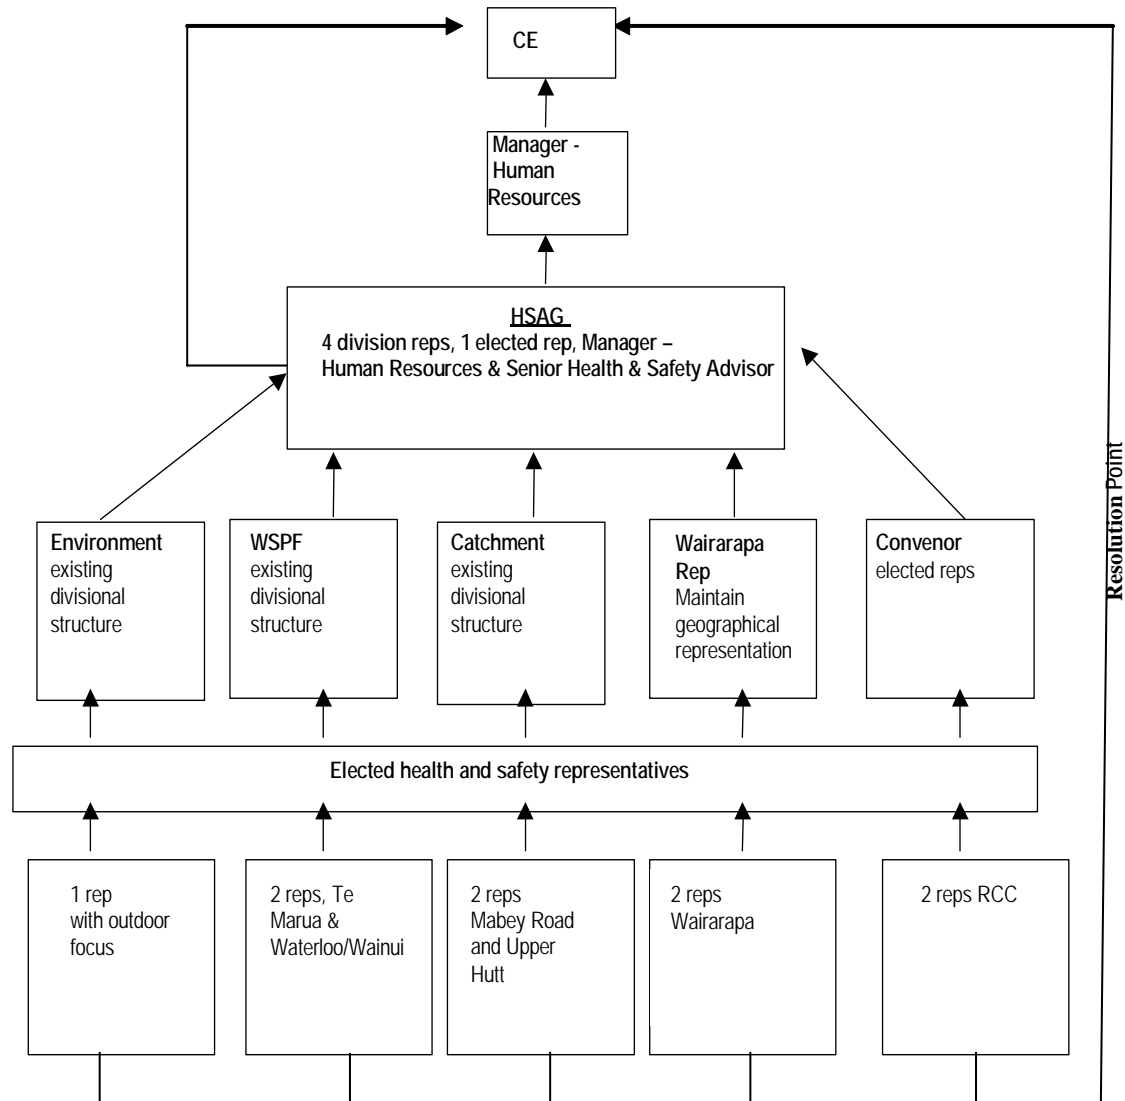 CE
Manager -
Human
Resources
HSAG
4 division reps, 1 elected rep, Manager –
Human Resources & Senior Health & Safety Advisor
Environment
existing
divisional
structure
WSPF
existing
divisional
structure
Catchment
existing
divisional
structure
Wairarapa
Rep
Maintain
geographical
representation
Convenor
elected reps
Resolution Point
Elected health and safety representatives
1 rep
with outdoor
focus
2 reps, Te
Marua &
Waterloo/Wainui
2 reps
Mabey Road
and Upper
Hutt
2 reps
Wairarapa
2 reps RCC